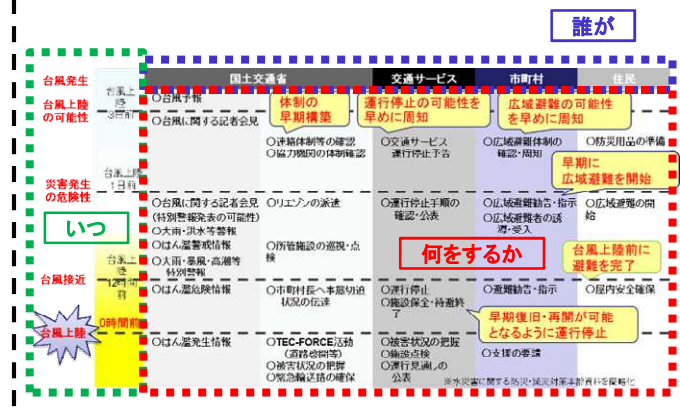 誰が
国土交通省 交通サービス 市町村 住民
台風発生
台風上陸
の可能性
災害発生
の危険性
いつ
台風接近
台風上陸
台風上
陸
3日前
台風上陸
1日前
台風上
陸
12時間
前
0時間前
○台風予報
○台風に関する記者会見
○台風に関する記者会見
(特別警報発表の可能性)
○大雨・洪水等警報
○はん濫警戒情報
○大雨・暴風・高潮等
特別警報
○はん濫危険情報
○はん濫発生情報
体制の
早期構築
○連絡体制等の確認
○協力機関の体制確認
○リエゾンの派遣
○所管施設の巡視・点
検
○市町村長へ事態切迫
状況の伝達
○TEC-FORCE活動
(道路啓開等)
○被害状況の把握
○緊急輸送路の確保
運行停止の可能性を
早めに周知
○交通サービス
運行停止予告
○運行停止手順の
確認・公表
何をするか
○運行停止
○施設保全・待避終
了
○被害状況の把握
○施設点検
○運行見通しの
公表
広域避難の可能性
を早めに周知
○広域避難体制の
確認・周知
早期に
広域避難を開始
○広域避難勧告・指示
○広域避難者の誘
導・受入
○避難勧告・指示
早期復旧・再開が可能
となるように運行停止
○支援の要請
○防災用品の準備
○広域避難の開
始
台風上陸前に
避難を完了
○屋内安全確保
※水災害に関する防災・減災対策本部資料を簡略化